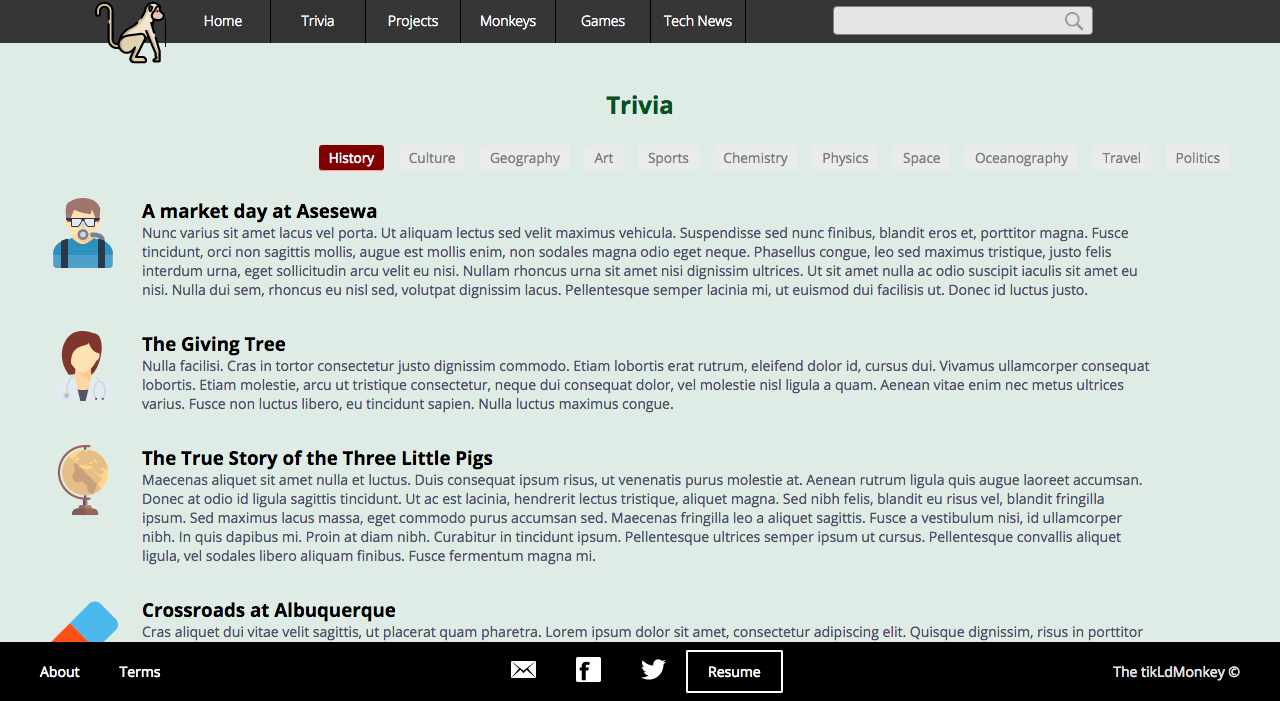 Home Trivia Projects Monkeys Games Tech News
Trivia
History Culture Geography Art Sports Chemistry Physics Space Oceanography Travel Politics
A market day at Asesewa
Nunc varius sit amet lacus vel porta. Ut aliquam lectus sed velit maximus vehicula. Suspendisse sed nunc finibus, blandit eros et, porttitor magna. Fusce
tincidunt, orci non sagittis mollis, augue est mollis enim, non sodales magna odio eget neque. Phasellus congue, leo sed maximus tristique, justo felis
interdum urna, eget sollicitudin arcu velit eu nisi. Nullam rhoncus urna sit amet nisi dignissim ultrices. Ut sit amet nulla ac odio suscipit iaculis sit amet eu
nisi. Nulla dui sem, rhoncus eu nisl sed, volutpat dignissim lacus. Pellentesque semper lacinia mi, ut euismod dui facilisis ut. Donec id luctus justo.
The Giving Tree
Nulla facilisi. Cras in tortor consectetur justo dignissim commodo. Etiam lobortis erat rutrum, eleifend dolor id, cursus dui. Vivamus ullamcorper consequat
lobortis. Etiam molestie, arcu ut tristique consectetur, neque dui consequat dolor, vel molestie nisl ligula a quam. Aenean vitae enim nec metus ultrices
varius. Fusce non luctus libero, eu tincidunt sapien. Nulla luctus maximus congue.
The True Story of the Three Little Pigs
Maecenas aliquet sit amet nulla et luctus. Duis consequat ipsum risus, ut venenatis purus molestie at. Aenean rutrum ligula quis augue laoreet accumsan.
Donec at odio id ligula sagittis tincidunt. Ut ac est lacinia, hendrerit lectus tristique, aliquet magna. Sed nibh felis, blandit eu risus vel, blandit fringilla
ipsum. Sed maximus lacus massa, eget commodo purus accumsan sed. Maecenas fringilla leo a aliquet sagittis. Fusce a vestibulum nisi, id ullamcorper
nibh. In quis dapibus mi. Proin at diam nibh. Curabitur in tincidunt ipsum. Pellentesque ultrices semper ipsum ut cursus. Pellentesque convallis aliquet
ligula, vel sodales libero aliquam finibus. Fusce fermentum magna mi.
Crossroads at Albuquerque
Cras aliquet dui vitae velit sagittis, ut placerat quam pharetra. Lorem ipsum dolor sit amet, consectetur adipiscing elit. Quisque dignissim, risus in porttitor
About Terms Resume The tikLdMonkey ©